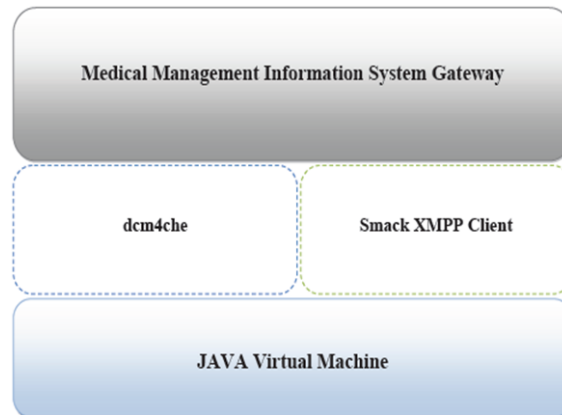 Medical Management Information System Gateway
dcm4che
Smack XMPP Client
JAVA Virtual Machine